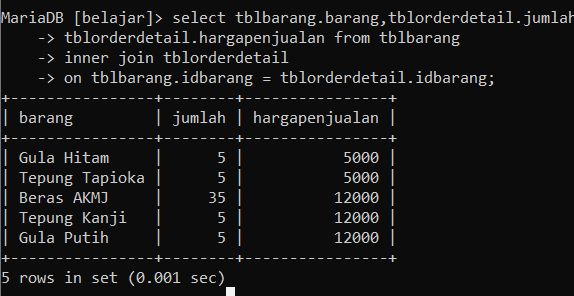 MariaDB [belajar]> select tblbarang.barang,tblorderdetail.jumlah
    -> tblorderdetail.hargapenjualan from tblbarang
    -> inner join tblorderdetail
    -> on tblbarang.idbarang = tblorderdetail.idbarang;
+----------------+--------+----------------+
| barang         | jumlah | hargapenjualan |
+----------------+--------+----------------+
| Gula Hitam     |      5 |           5000 |
| Tepung Tapioka |      5 |           5000 |
| Beras AKMJ     |     35 |          12000 |
| Tepung Kanji   |      5 |          12000 |
| Gula Putih     |      5 |          12000 |
+----------------+--------+----------------+
5 rows in set (0.001 sec)